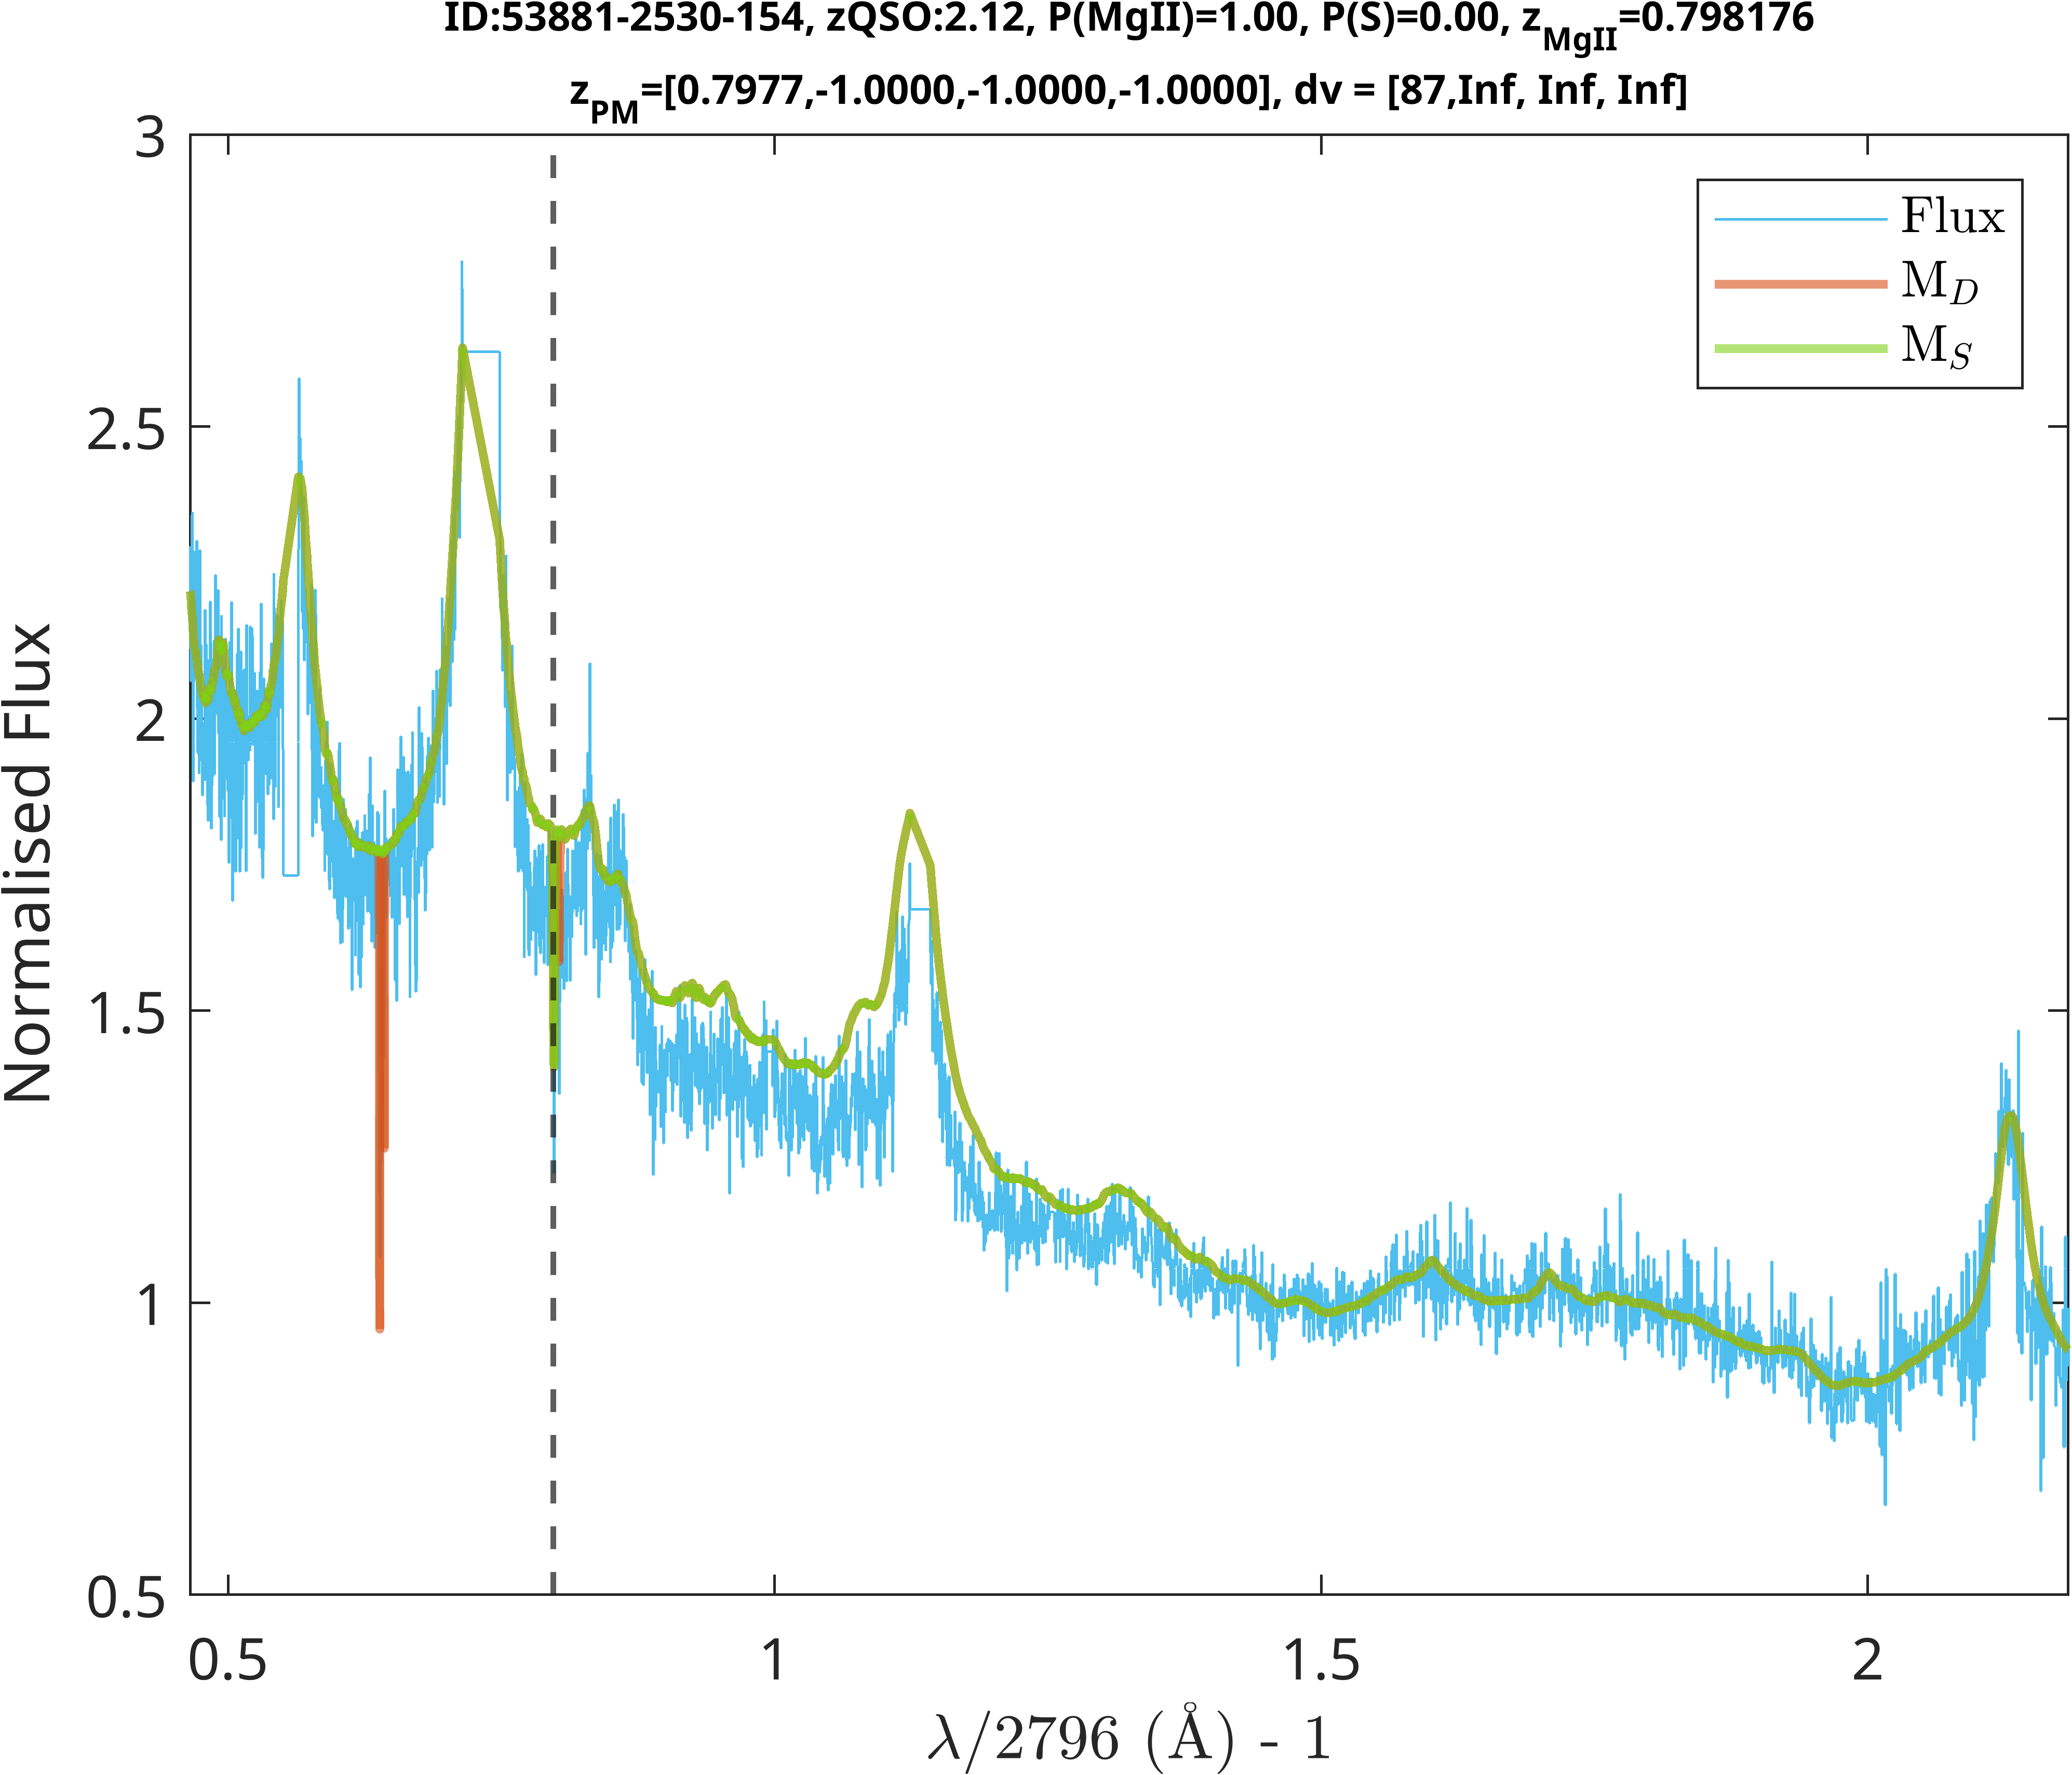 ID:53881-2530-154, zQSO:2.12, P(MgII)=1.00, P(S)=0.00, zMgII=0.798176
zPM=[0.7977,-1.0000,-1.0000,-1.0000], dv = [87,Inf, Inf, Inf]
3
2.5
2
1.5
1
0.5
Normalised Flux
Flux
MD
MS
0.5
1
1.5
2
λ/2796 (Å) - 1